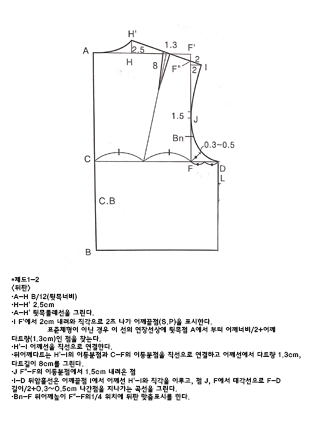 H'
1.3
F'
A
2.5
2
H
8
F"
2
I
1.5
J
Bn
0.3~0.5
C
F
D
L
C.B
B
*제도1-2
〈뒤판〉
·A-H B/12(뒷목너비)
·H-H' 2.5cm
·A-H' 뒷목둘레선을 그린다.
·I F'에서 2cm 내려와 직각으로 2츠 나가 어깨끝점(S.P)을 표시한다.
표준체형이 아닌 경우 이 선의 연장선상에 뒷목점 A에서 부터 어깨너비/2+어깨
다트량(1.3cm)인 점을 찾는다.
·H'-I 어깨선을 직선으로 연결한다.
·뒤어깨다트는 H'-I의 이등분점과 C-F의 이등분점을 직선으로 연결하고 어깨선에서 다트량 1.3cm,
다트길이 8cm를 그린다.
·J F"-F의 이등분점에서 1.5cm 내려온 점
·I-D 뒤암홀선은 어깨끝점 I에서 어깨선 H'-I와 직각을 이루고, 점 J, F에서 대각선으로 F-D
길이/2+0.3~0.5cm 나간점을 지나가는 곡선을 그린다.
·Bn-F 뒤어깨높이 F"-F의1/4 위치에 뒤판 맞춤표시를 한다.